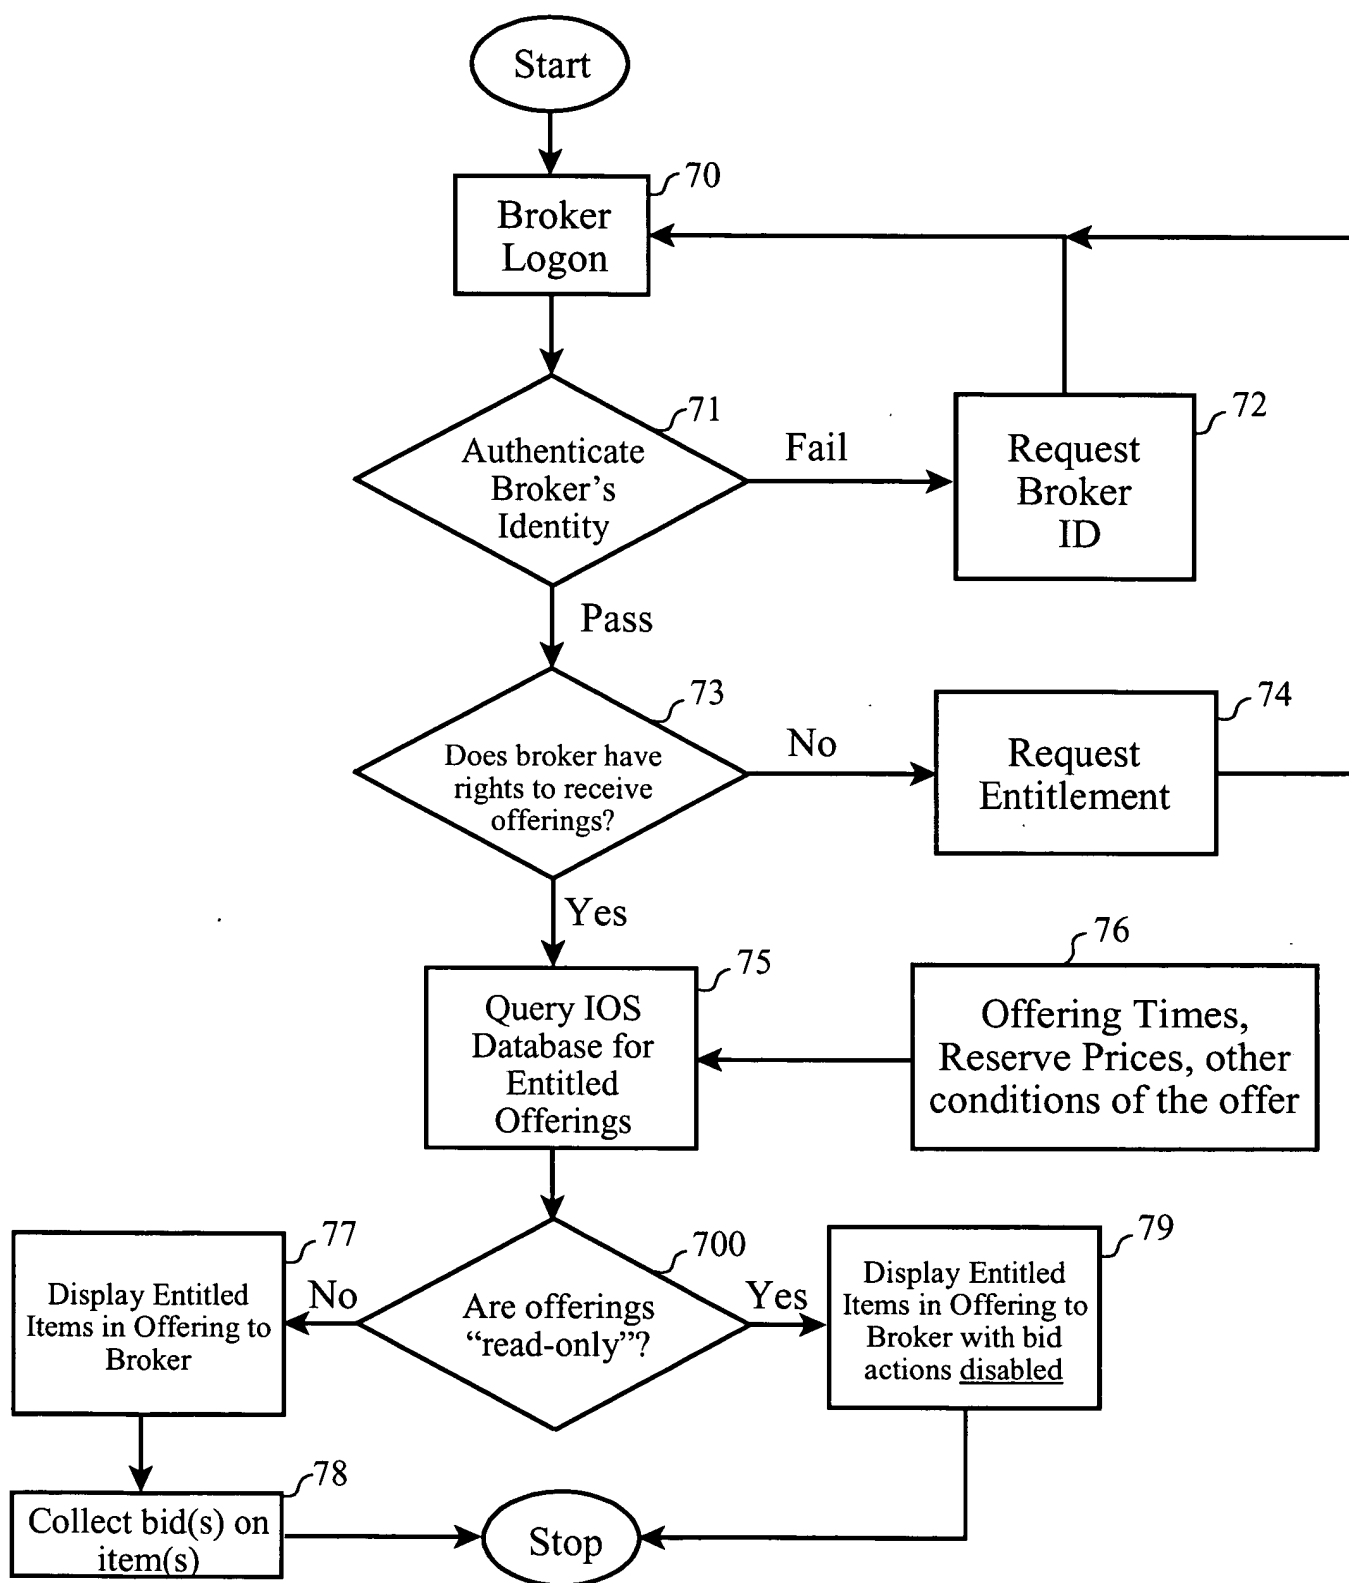 Start
70
Broker
Logon
71
Authenticate
Broker’s
Identity
Fail
72
Request
Broker
ID
Pass
73
Does broker have
rights to receive
offerings?
No
74
Request
Entitlement
Yes
75
Query IOS
Database for
Entitled
Offerings
76
Offering Times,
Reserve Prices, other
conditions of the offer
77
Display Entitled
Items in Offering to
Broker
No
700
Are offerings
“read-only”?
Yes
79
Display Entitled
Items in Offering to
Broker with bid
actions disabled
78
Collect bid(s) on
item(s)
Stop